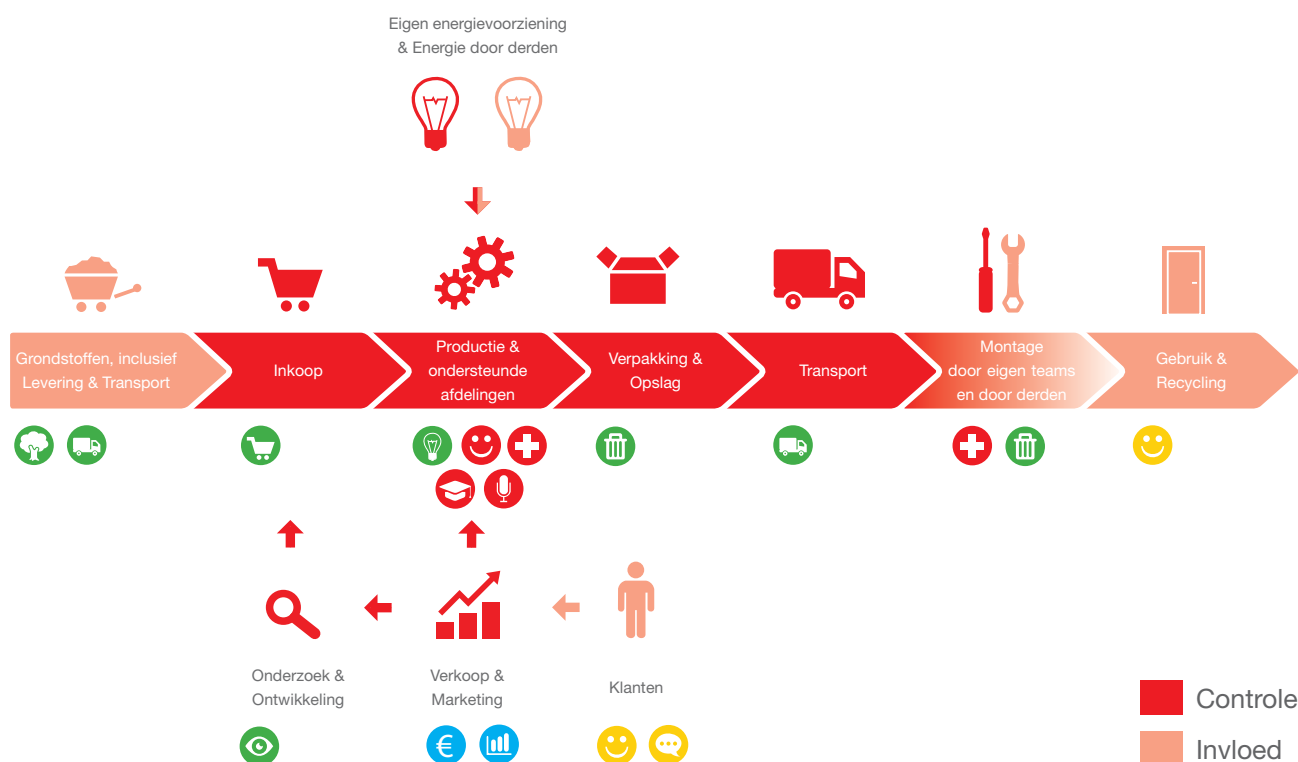 Eigen energievoorziening
& Energie door derden
Grondstoffen, inclusief
Levering & Transport
Inkoop
Productie &
ondersteunde
afdelingen
Verpakking &
Opslag
Transport
Montage
door eigen teams
en door derden
Gebruik &
Recycling
Onderzoek &
Ontwikkeling
Verkoop &
Marketing
Klanten
€
Controle
Invloed